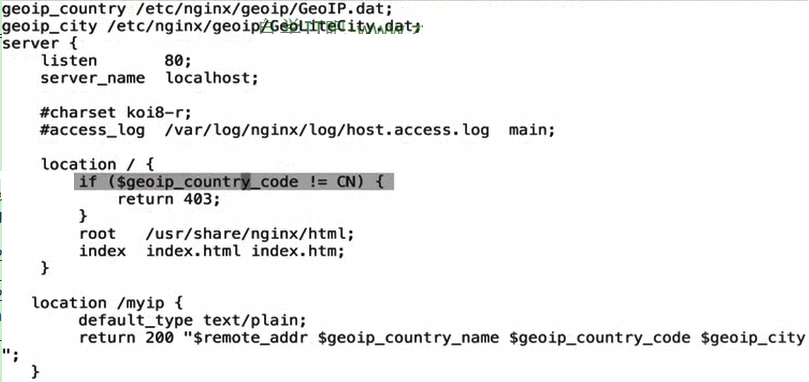 geoip_country /etc/nginx/geoip/GeoIP.dat;
geoip_city /etc/nginx/geoip/GeoLiteCity.dat;
server {
    listen       80;
    server_name  localhost;
    #charset koi8-r;
    #access_log  /var/log/nginx/log/host.access.log  main;
    location / {
        if ($geoip_country_code != CN) {
            return 403;
        }
        root   /usr/share/nginx/html;
        index  index.html index.htm;
    }
   location /myip {
        default_type text/plain;
        return 200 "$remote_addr $geoip_country_name $geoip_country_code $geoip_city
";
   }